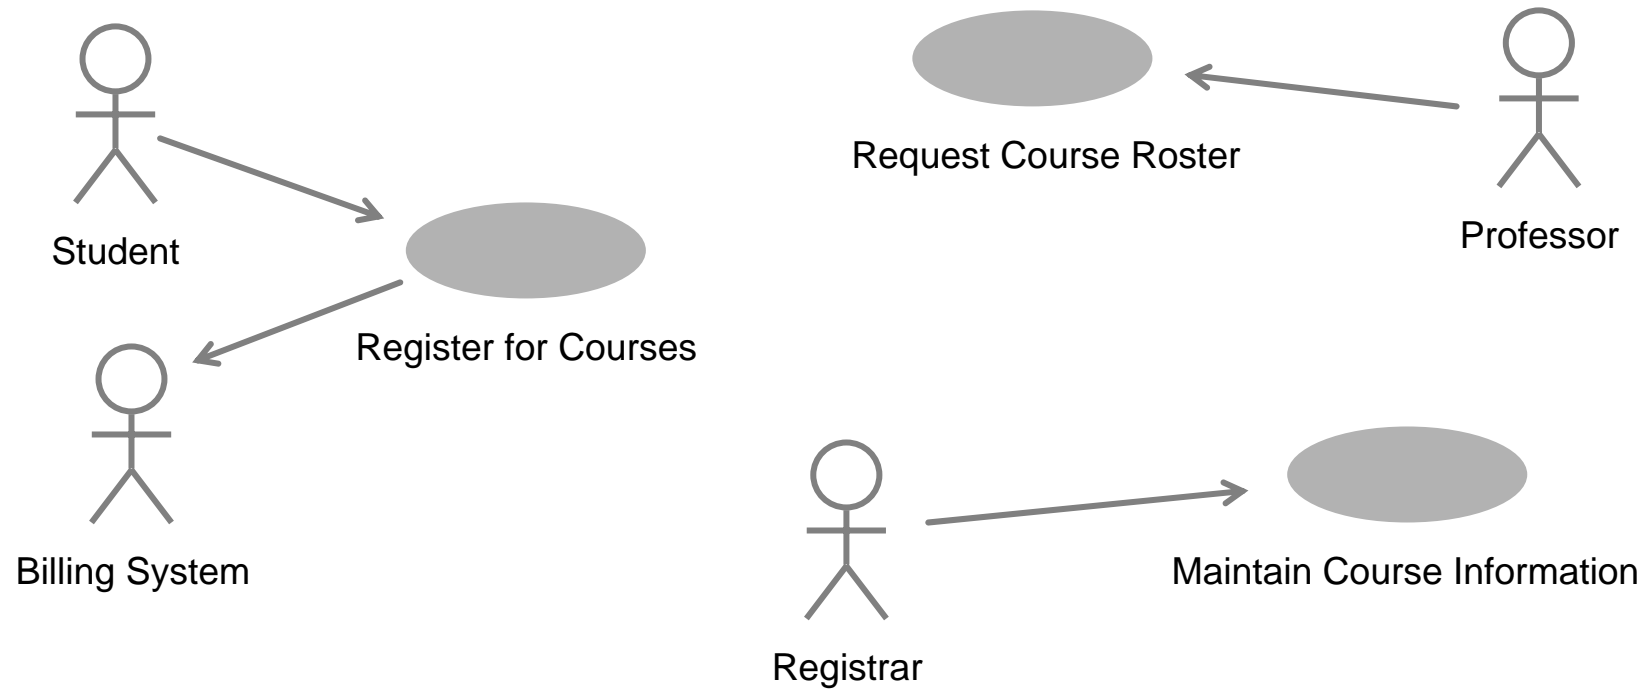 Request Course Roster
Professor
Student
Register for Courses
Billing System
Maintain Course Information
Registrar